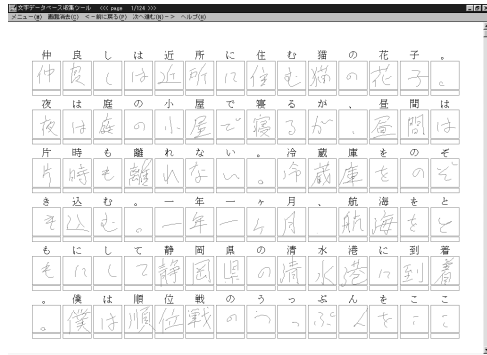 文字データベース収集ツール <<< page 1/124 >>>
メニュー(M) 画面消去(C) <-前に戻る(P) 次へ進む(N)-> ヘルプ(H)
仲良しは近所に住む猫の花子。
仲良しは近所に住む猫の花子。
夜は庭の小屋で寝るが、昼間は
夜は庭の小屋で寝るが、昼間は
片時も離れない。冷蔵庫をのぞ
片時も離れない。冷蔵庫をのぞ
き込む。一年一ヶ月、航海をと
き込む。一年一ヶ月、航海をと
もにして静岡県の清水港に到着
もにして静岡県の清水港に到着
。僕は順位戦のうっぷんをここ
。僕は順位戦のうっぷんをここ